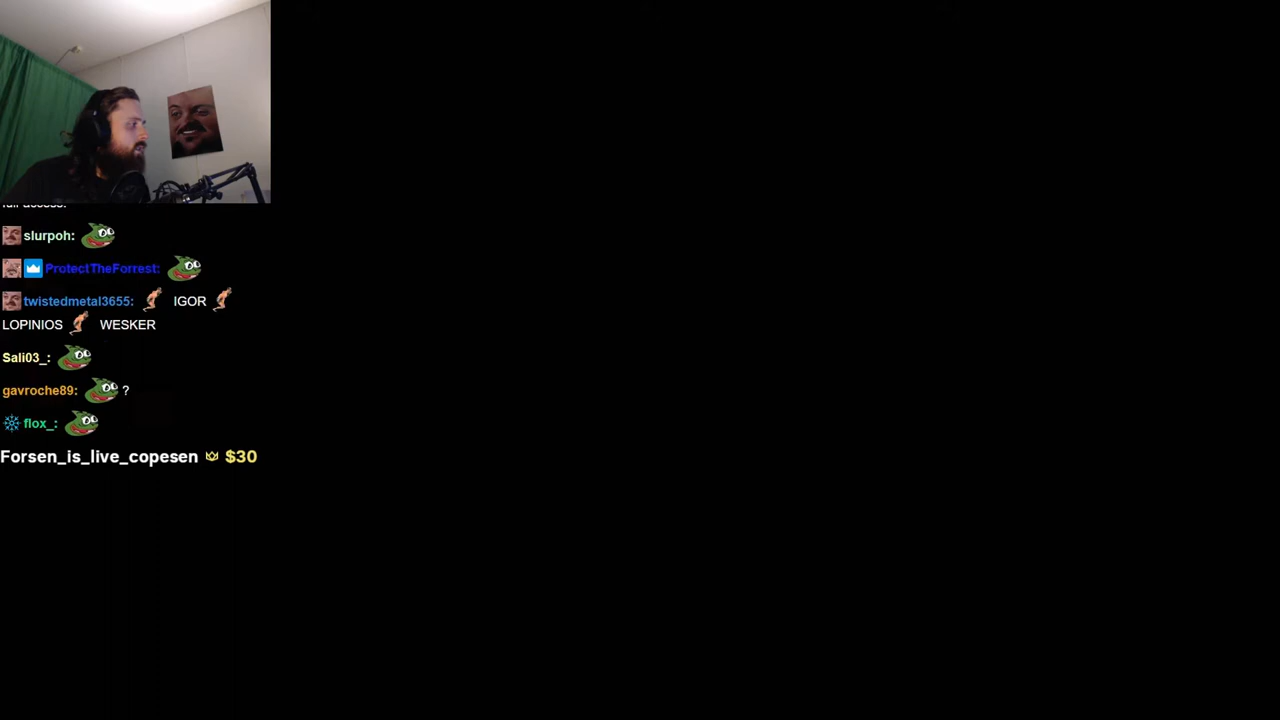 slurpoh:
ProtectTheForrest:
twistedmetal3655: IGOR
LOPINIOS WESKER
Sali03_:
gavroche89: ?
flox_:
Forsen_is_live_copesen $30